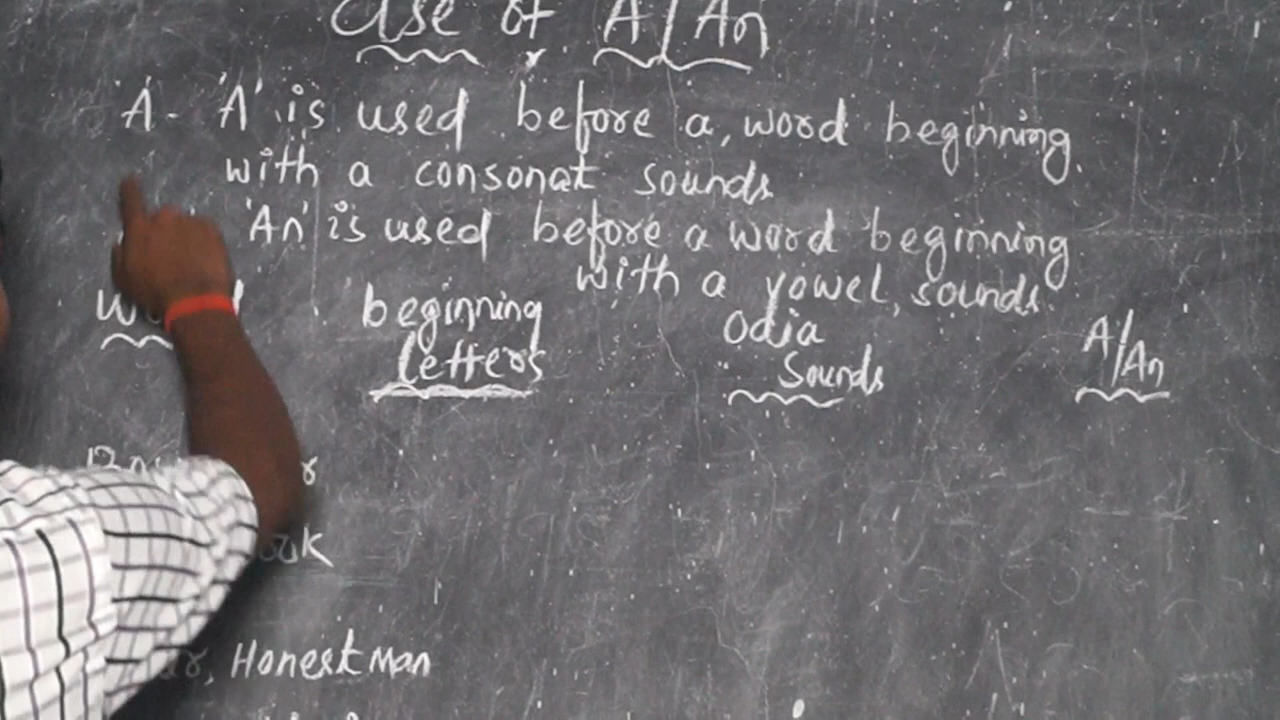 Use of A/An
'A - 'A' is used before a, word beginning.
with a consonat sounds
'An' is used before a word beginning
with a vowel, sounds.
beginning
letters
Odia
Sounds
A/An
Honest Man